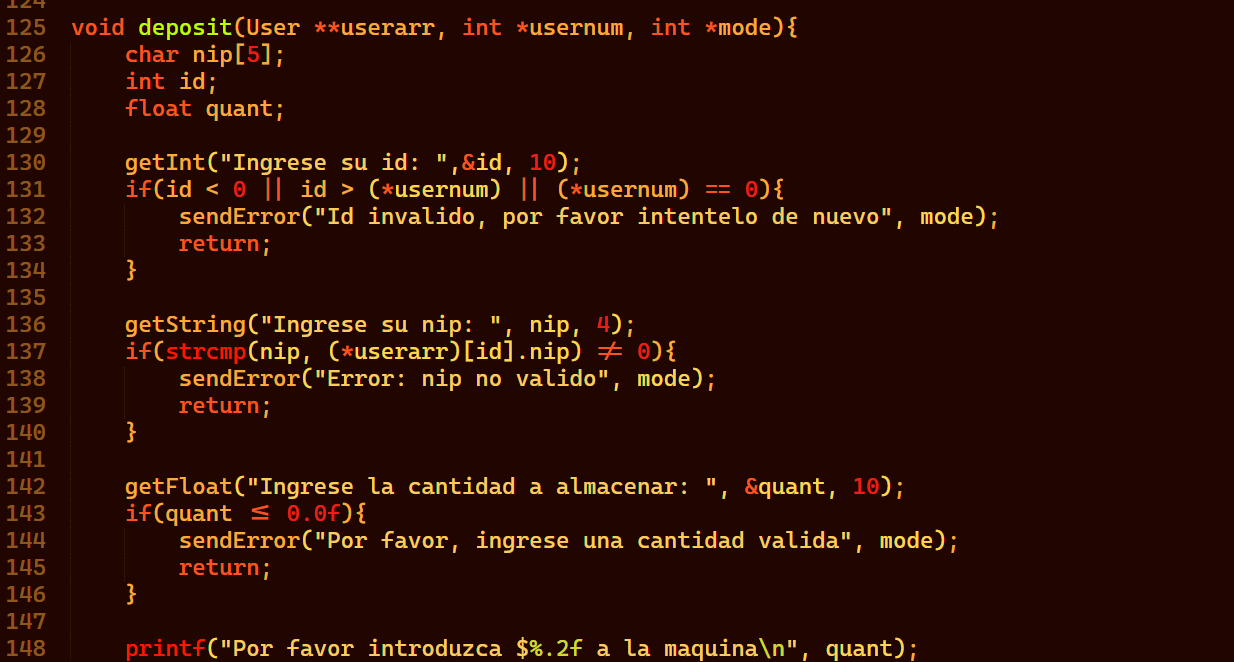 124
125 void deposit(User **userarr, int *usernum, int *mode){
126     char nip[5];
127     int id;
128     float quant;
129
130     getInt("Ingrese su id: ",&id, 10);
131     if(id < 0 || id > (*usernum) || (*usernum) == 0){
132         sendError("Id invalido, por favor intentelo de nuevo", mode);
133         return;
134     }
135
136     getString("Ingrese su nip: ", nip, 4);
137     if(strcmp(nip, (*userarr)[id].nip) ≠ 0){
138         sendError("Error: nip no valido", mode);
139         return;
140     }
141
142     getFloat("Ingrese la cantidad a almacenar: ", &quant, 10);
143     if(quant ≤ 0.0f){
144         sendError("Por favor, ingrese una cantidad valida", mode);
145         return;
146     }
147
148     printf("Por favor introduzca $%.2f a la maquina\n", quant);